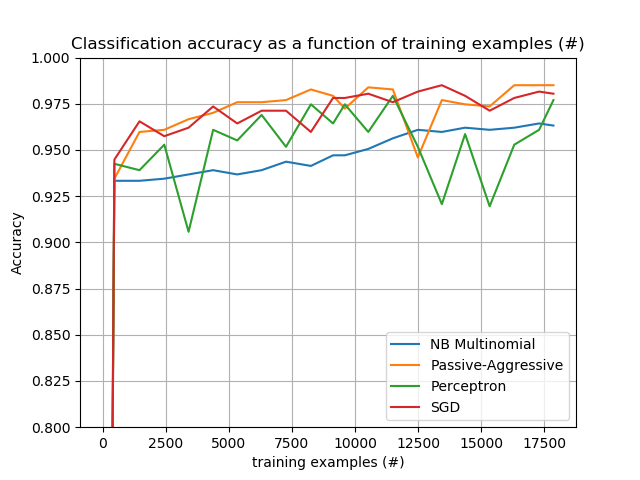 Classification accuracy as a function of training examples (#)
1.000
0.975
0.950
0.925
0.900
0.875
0.850
0.825
0.800
Accuracy
NB Multinomial
Passive-Aggressive
Perceptron
SGD
0 2500 5000 7500 10000 12500 15000 17500
training examples (#)